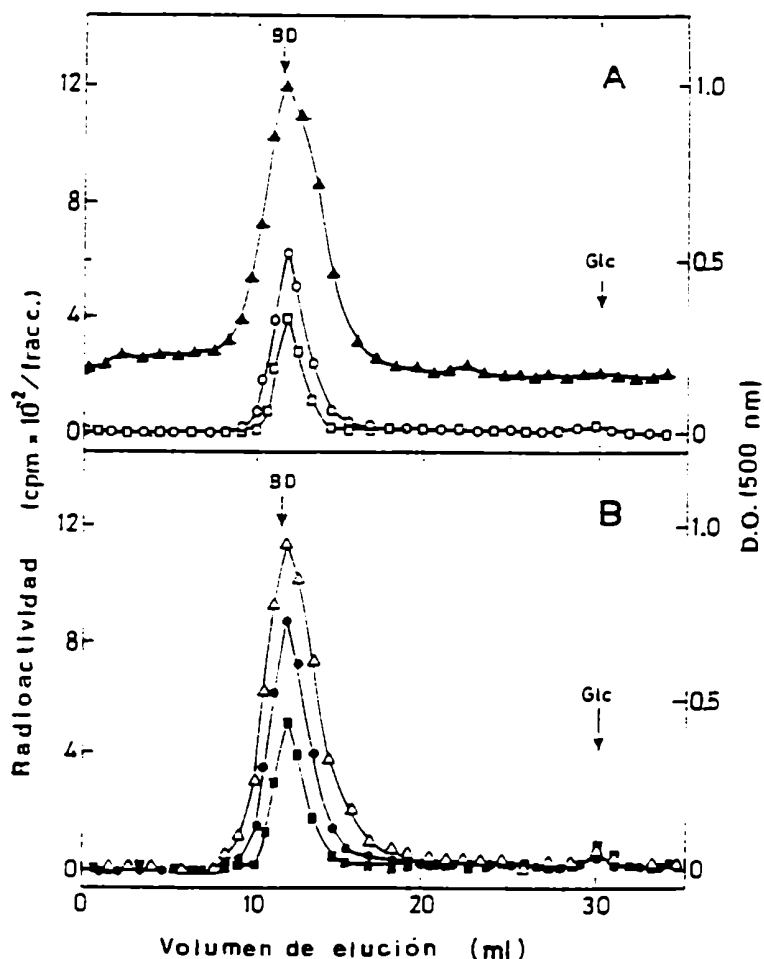 BD
A
12
1.0
8
Glc
0.5
4
0
0
BD
B
12
1.0
8
Glc
0.5
4
0
0
0
10
20
30
Radioactividad (cpm × 10⁻²/fracc.)
D.O. (500 nm)
Volumen de elución (ml)